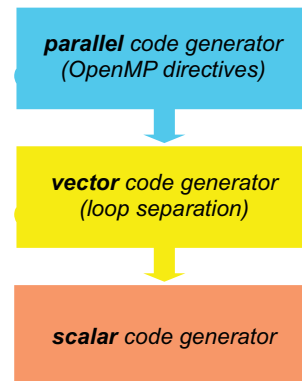 parallel code generator
(OpenMP directives)
vector code generator
(loop separation)
scalar code generator